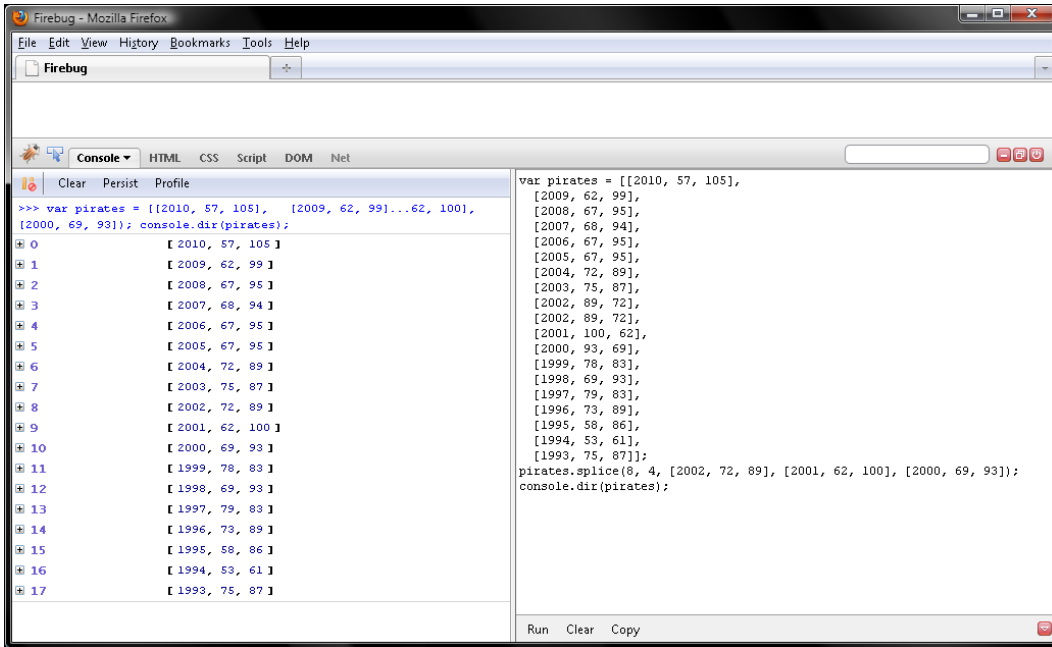 Firebug - Mozilla Firefox
File Edit View History Bookmarks Tools Help
Firebug
Console HTML CSS Script DOM Net
Clear Persist Profile
>>> var pirates = [[2010, 57, 105], [2009, 62, 99]...62, 100],
[2000, 69, 93]); console.dir(pirates);
0 [ 2010, 57, 105 ]
1 [ 2009, 62, 99 ]
2 [ 2008, 67, 95 ]
3 [ 2007, 68, 94 ]
4 [ 2006, 67, 95 ]
5 [ 2005, 67, 95 ]
6 [ 2004, 72, 89 ]
7 [ 2003, 75, 87 ]
8 [ 2002, 72, 89 ]
9 [ 2001, 62, 100 ]
10 [ 2000, 69, 93 ]
11 [ 1999, 78, 83 ]
12 [ 1998, 69, 93 ]
13 [ 1997, 79, 83 ]
14 [ 1996, 73, 89 ]
15 [ 1995, 58, 86 ]
16 [ 1994, 53, 61 ]
17 [ 1993, 75, 87 ]
var pirates = [[2010, 57, 105],
[2009, 62, 99],
[2008, 67, 95],
[2007, 68, 94],
[2006, 67, 95],
[2005, 67, 95],
[2004, 72, 89],
[2003, 75, 87],
[2002, 89, 72],
[2002, 89, 72],
[2001, 100, 62],
[2000, 93, 69],
[1999, 78, 83],
[1998, 69, 93],
[1997, 79, 83],
[1996, 73, 89],
[1995, 58, 86],
[1994, 53, 61],
[1993, 75, 87]];
pirates.splice(8, 4, [2002, 72, 89], [2001, 62, 100], [2000, 69, 93]);
console.dir(pirates);
Run Clear Copy